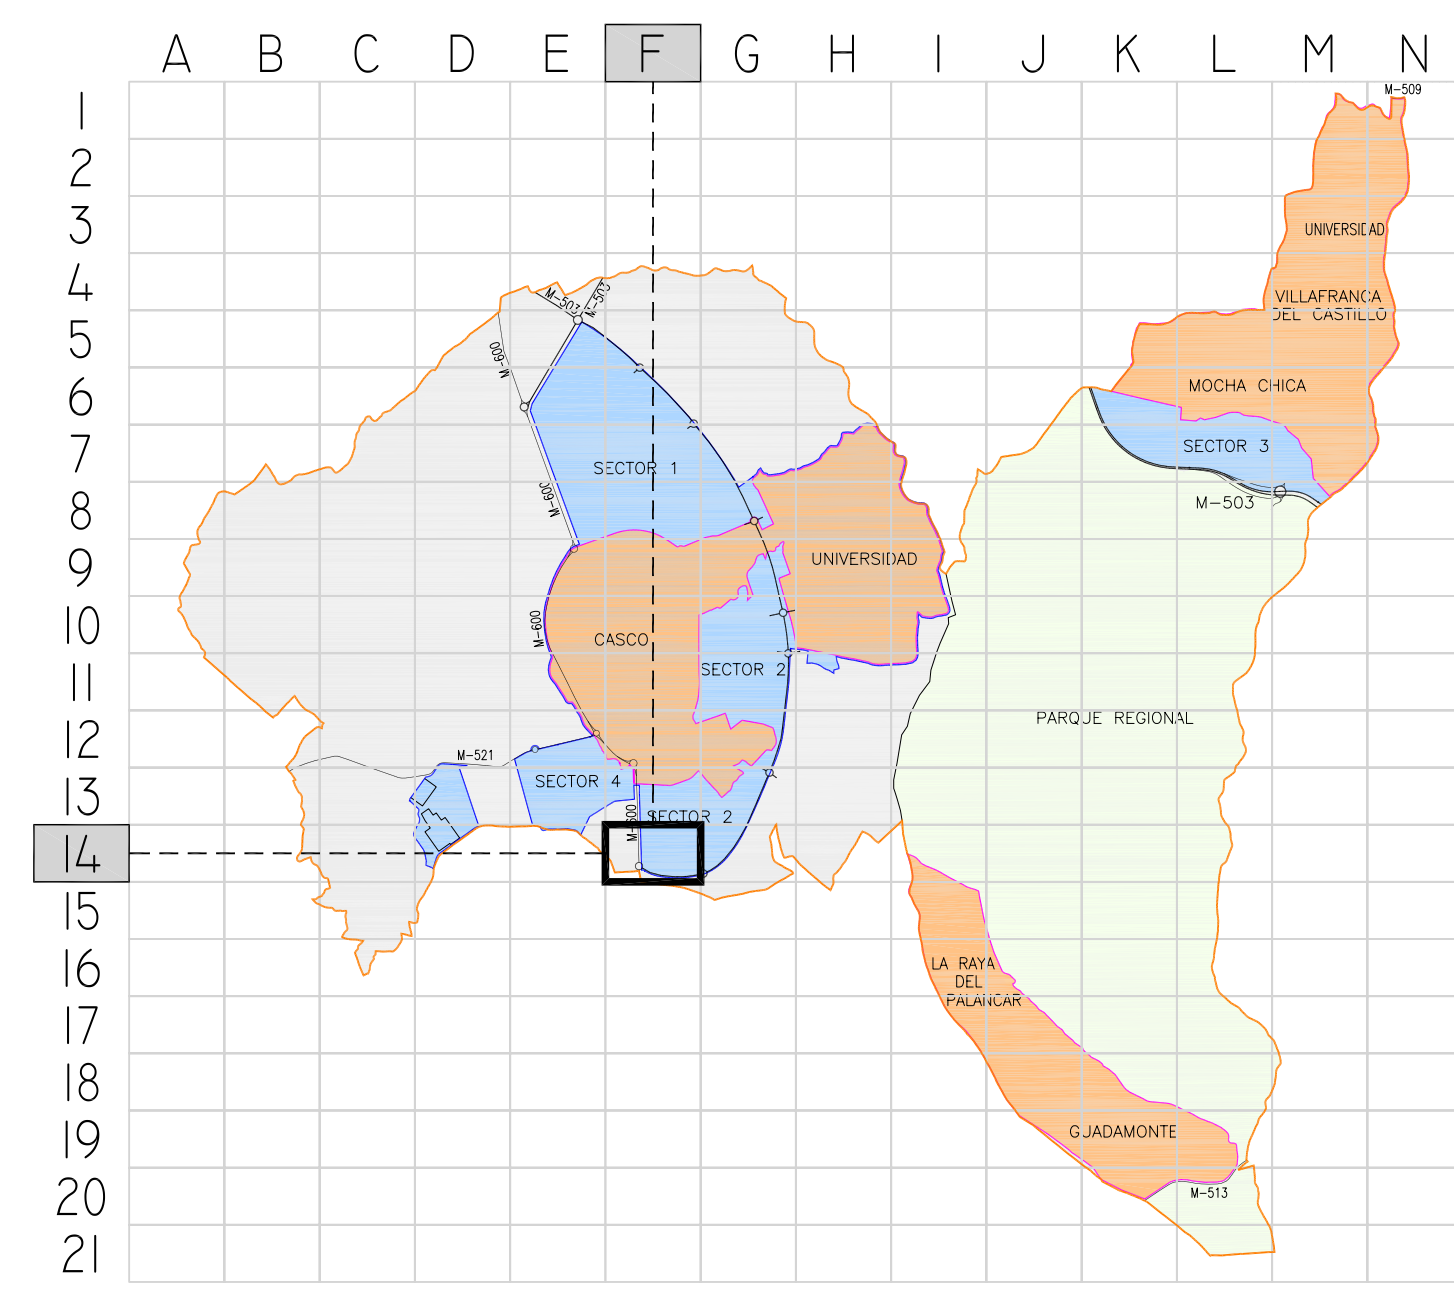 A B C D E F G H I J K L M N
M-509
1
2
3
UNIVERSIDAD
4
M-503
M-503
VILLAFRANCA
DEL CASTILLO
5
M-600
6
MOCHA CHICA
7
SECTOR 1
SECTOR 3
8
M-600
M-503
9
UNIVERSIDAD
10
M-600
CASCO
11
SECTOR 2
PARQUE REGIONAL
12
M-521
13
SECTOR 4
M-600
SECTOR 2
14
15
16
LA RAYA
DEL
PALANCAR
17
18
19
GUADAMONTE
20
M-513
21